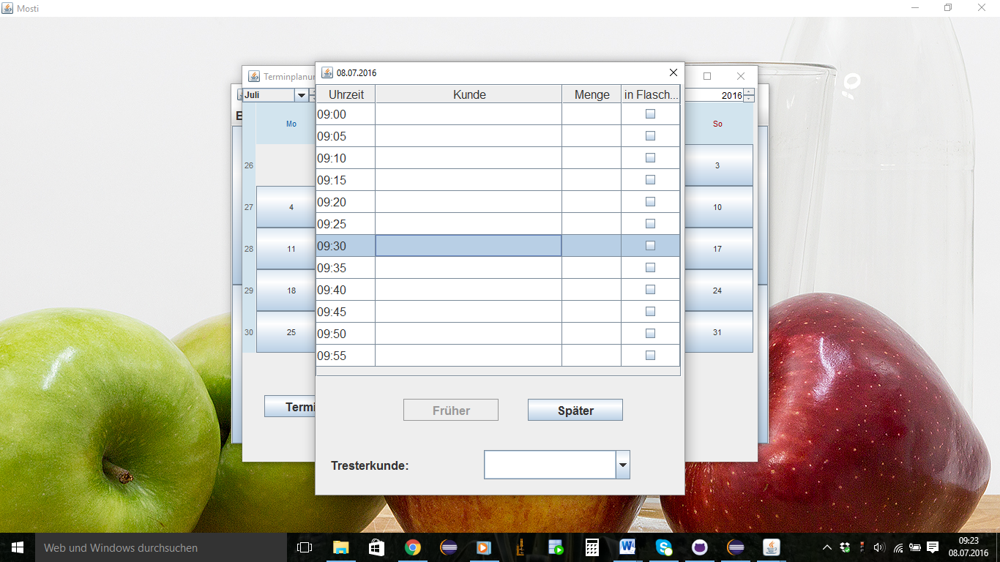 Mosti
Terminplanun
08.07.2016
Juli
2016
Uhrzeit Kunde Menge in Flasch...
Mo
So
09:00
09:05
09:10
09:15
09:20
09:25
09:30
09:35
09:40
09:45
09:50
09:55
26 3
27 4 10
28 11 17
29 18 24
30 25 31
Termi
Früher Später
Tresterkunde:
Web und Windows durchsuchen
09:23
08.07.2016